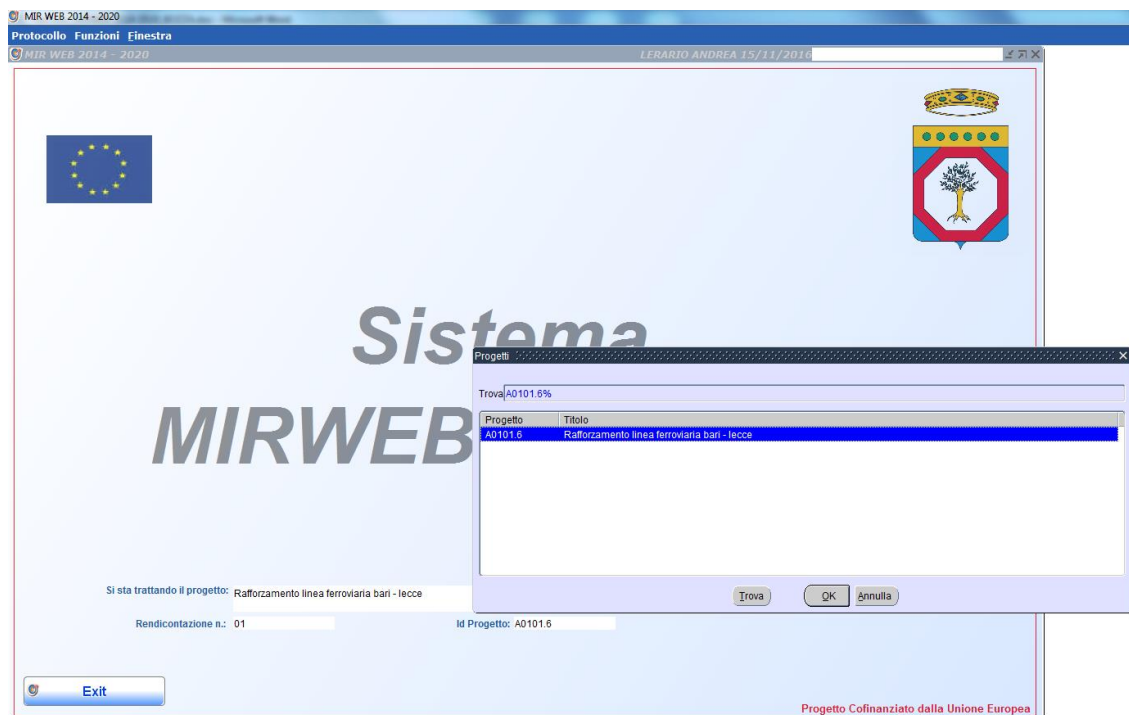 MIR WEB 2014 - 2020
Protocollo Funzioni Finestra
MIR WEB 2014 - 2020 LERARIO ANDREA 15/11/2016
Sistema
MIRWEB
Progetti
Trova A0101.6%
Progetto Titolo
A0101.6 Rafforzamento linea ferroviaria bari - lecce
Trova OK Annulla
Si sta trattando il progetto: Rafforzamento linea ferroviaria bari - lecce
Rendicontazione n.: 01 Id Progetto: A0101.6
Exit
Progetto Cofinanziato dalla Unione Europea